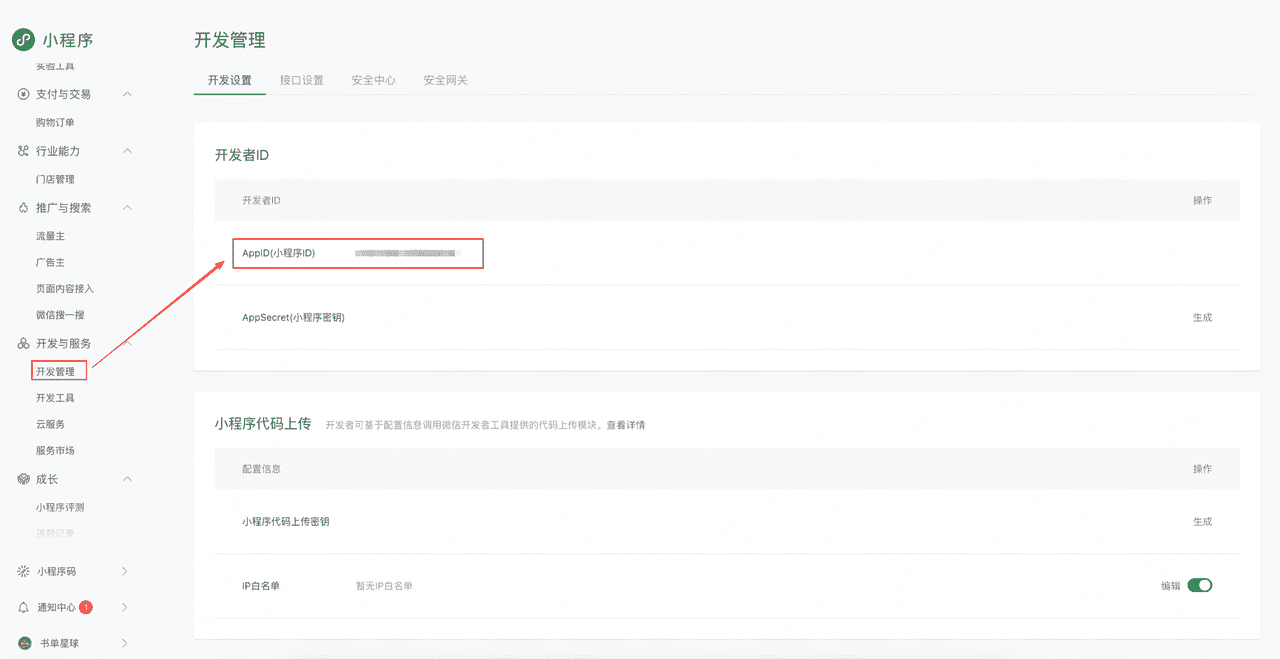 小程序
实验工具
支付与交易
购物订单
行业能力
门店管理
推广与搜索
流量主
广告主
页面内容接入
微信搜一搜
开发与服务
开发管理
开发工具
云服务
服务市场
成长
小程序评测
违规记录
小程序码
通知中心 1
书单星球
开发管理
开发设置 接口设置 安全中心 安全网关
开发者ID
开发者ID 操作
AppID(小程序ID)
AppSecret(小程序密钥) 生成
小程序代码上传 开发者可基于配置信息调用微信开发者工具提供的代码上传模块。查看详情
配置信息 操作
小程序代码上传密钥 生成
IP白名单 暂无IP白名单 编辑